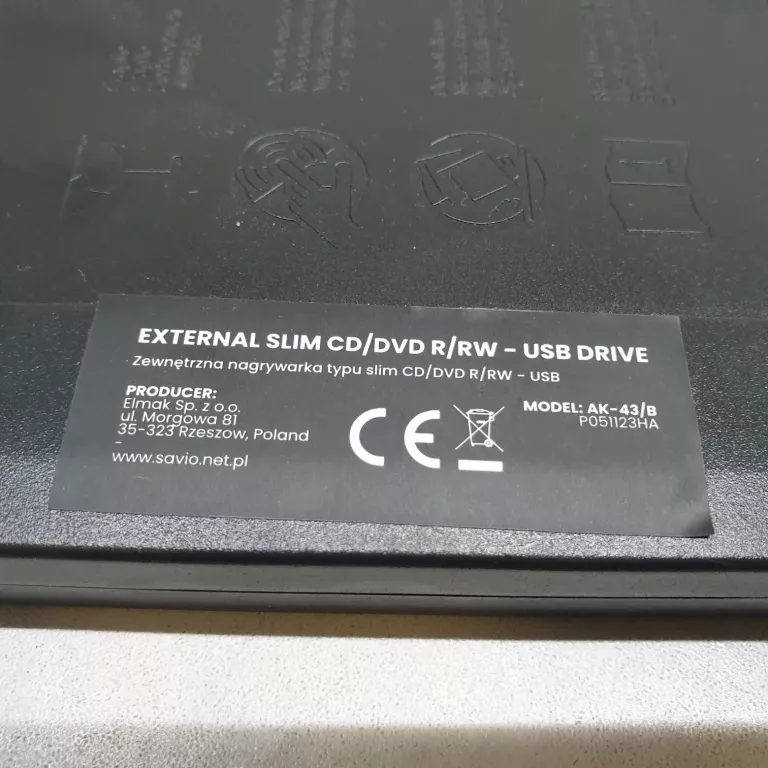 EXTERNAL SLIM CD/DVD R/RW - USB DRIVE
Zewnętrzna nagrywarka typu slim CD/DVD R/RW - USB
PRODUCER:
Elmak Sp. z o.o.
ul. Morgowa 81
35-323 Rzeszow, Poland
-
www.savio.net.pl
CE
MODEL: AK-43/B
P051123HA